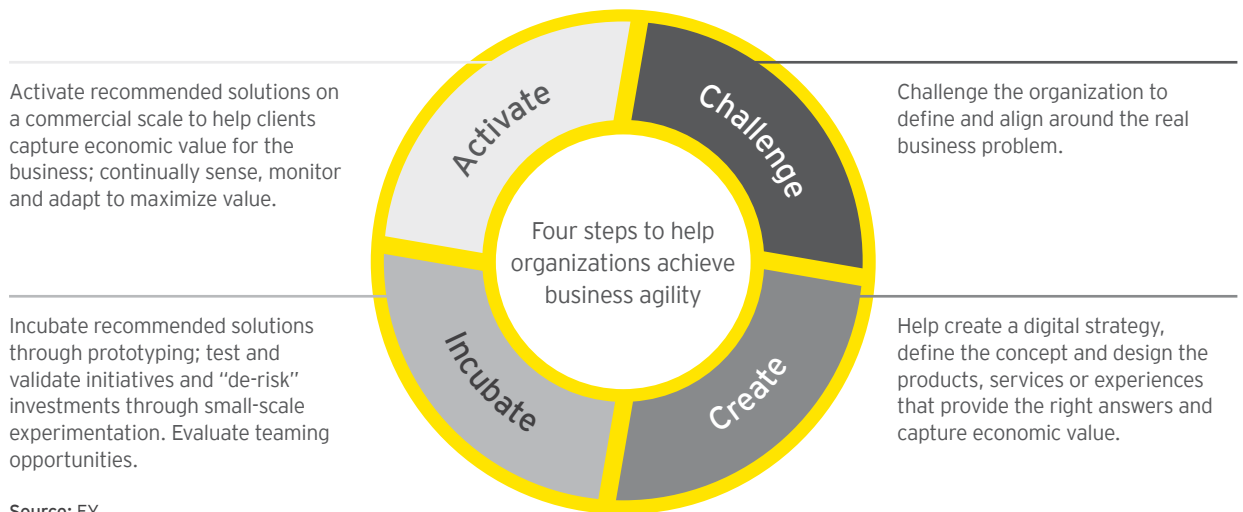 Activate
Challenge
Activate recommended solutions on
a commercial scale to help clients
capture economic value for the
business; continually sense, monitor
and adapt to maximize value.
Challenge the organization to
define and align around the real
business problem.
Four steps to help
organizations achieve
business agility
Incubate
Create
Incubate recommended solutions
through prototyping; test and
validate initiatives and “de-risk”
investments through small-scale
experimentation. Evaluate teaming
opportunities.
Help create a digital strategy,
define the concept and design the
products, services or experiences
that provide the right answers and
capture economic value.
Source: EY